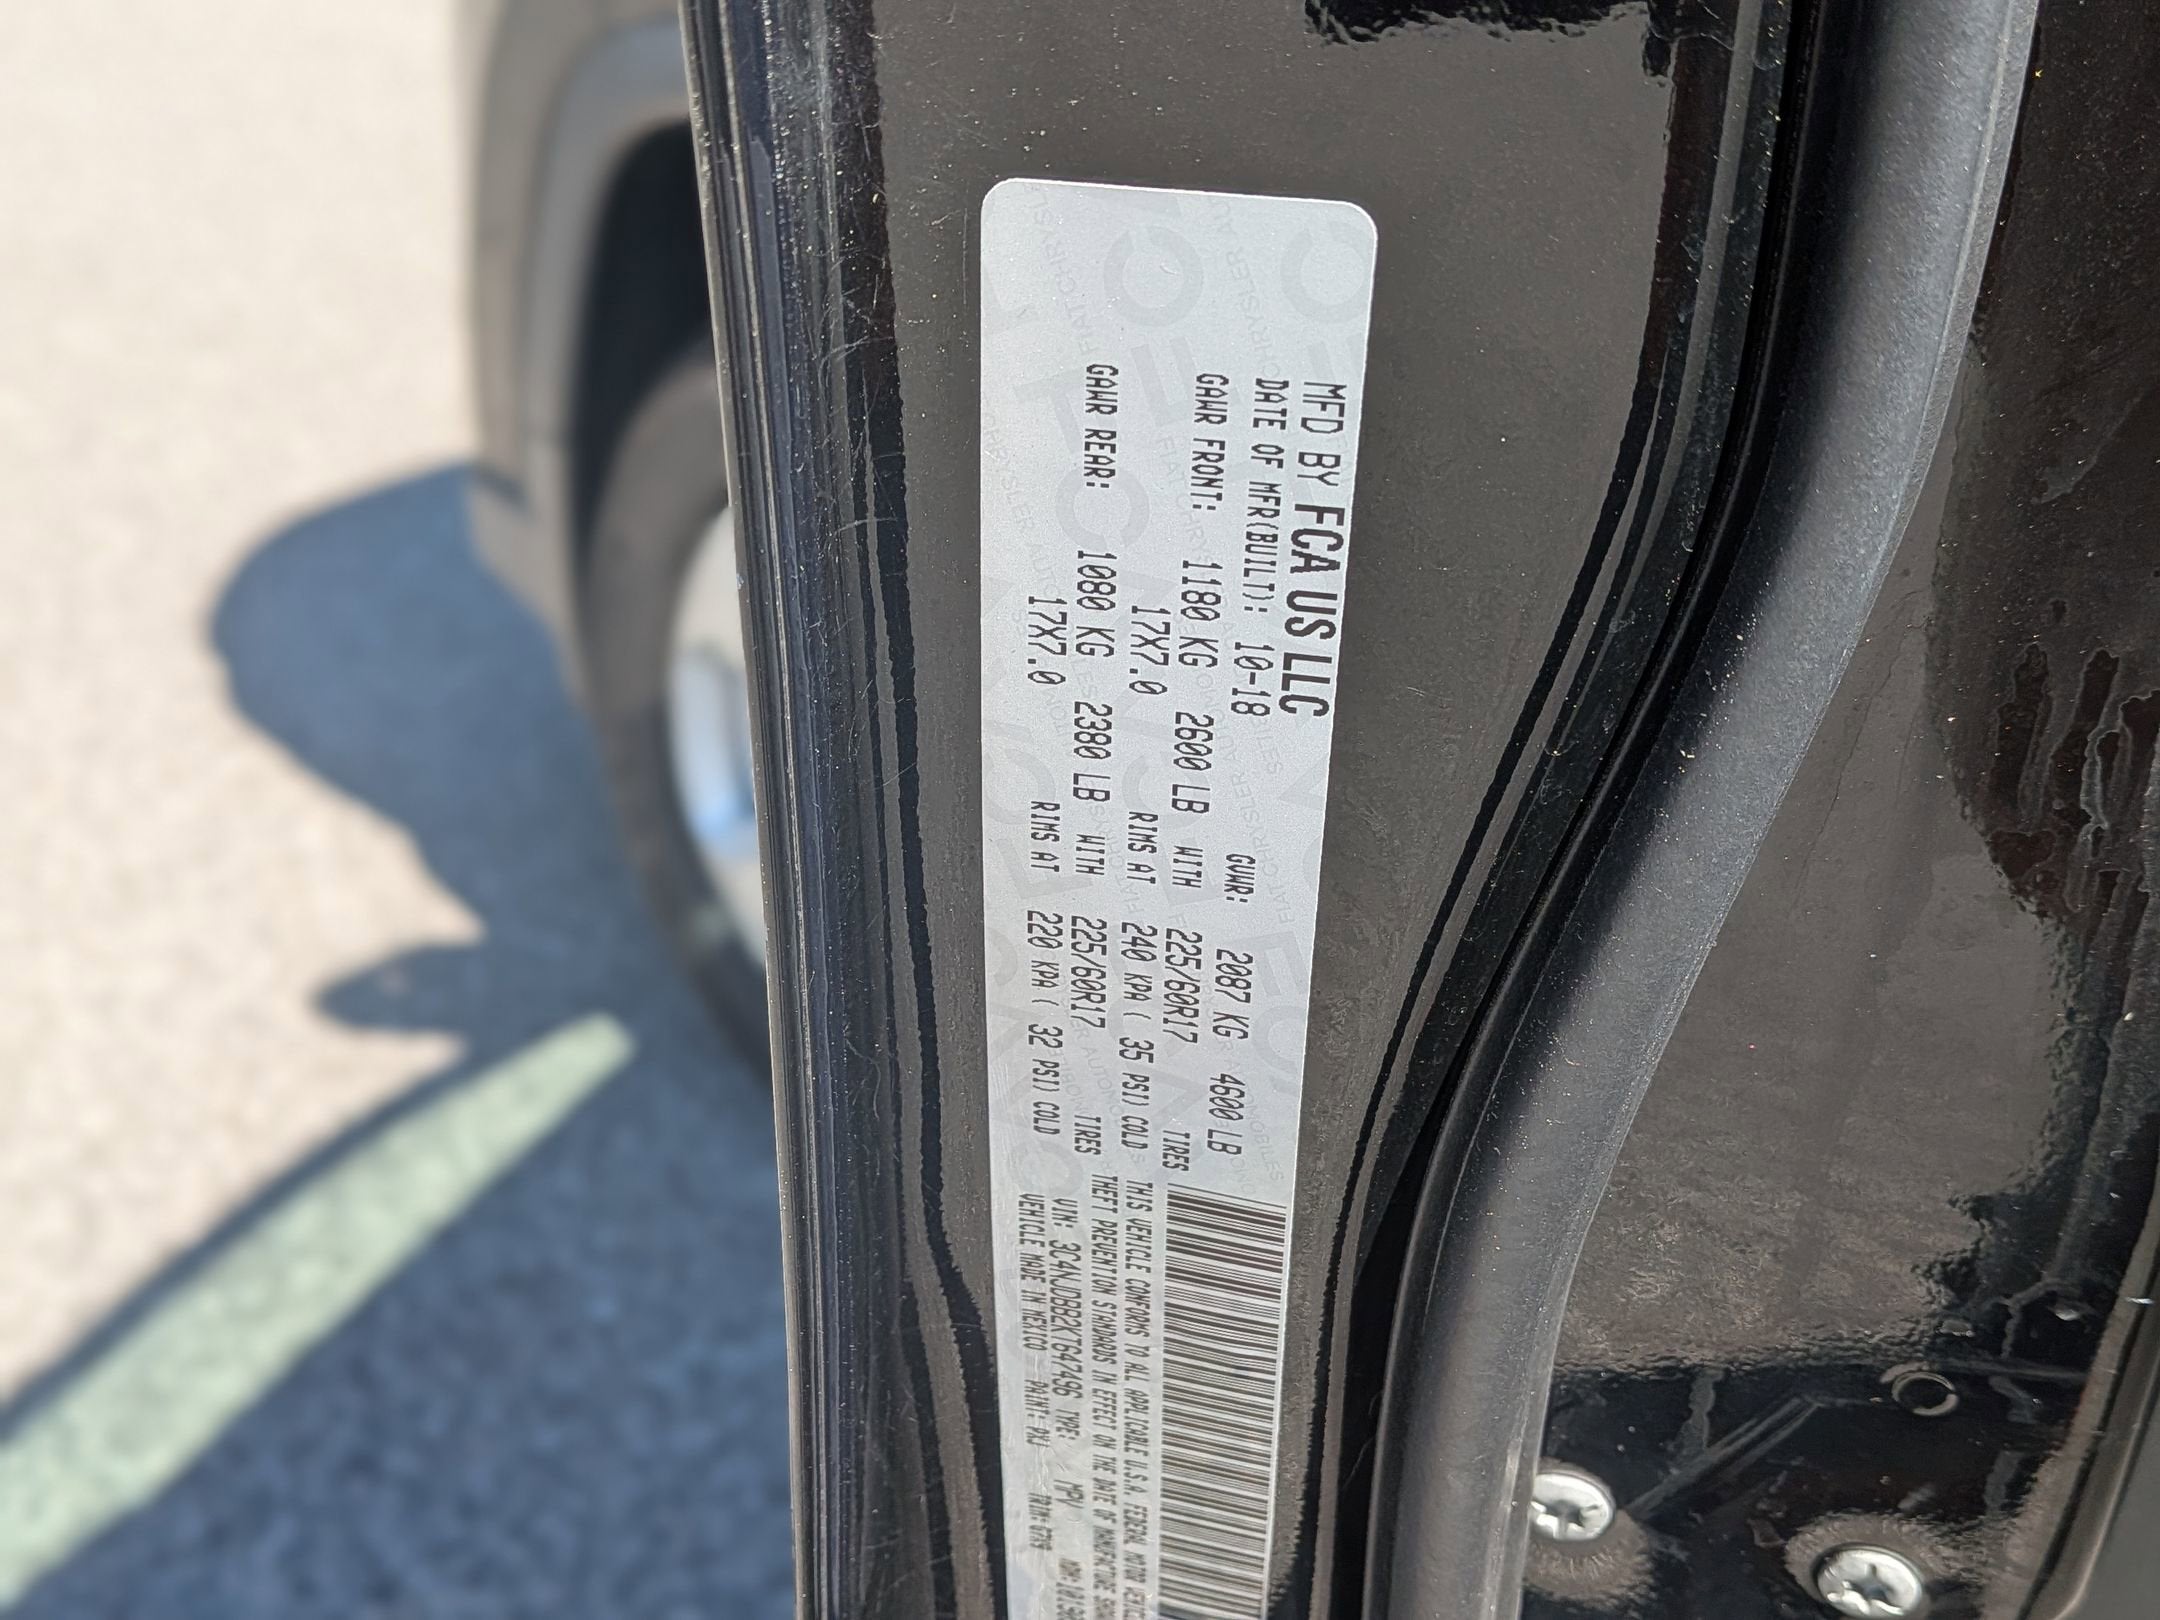 MFD BY FCA US LLC
DATE OF MFR(BUILT): 10-18 GVWR: 2087 KG 4600 LB
GAWR FRONT: 1180 KG 2600 LB WITH 225/60R17 TIRES
17X7.0 RIMS AT 240 KPA ( 35 PSI) COLD
GAWR REAR: 1080 KG 2380 LB WITH 225/60R17 TIRES
17X7.0 RIMS AT 220 KPA ( 32 PSI) COLD
THIS VEHICLE CONFORMS TO ALL APPLICABLE U.S.A. FEDERAL MOTOR
THEFT PREVENTION STANDARDS IN EFFECT ON THE DATE OF MANUFACTURE
VIN: 3C4NJDBB2KT647496 TYPE: MPV
VEHICLE MADE IN MEXICO PAINT: TRIM: